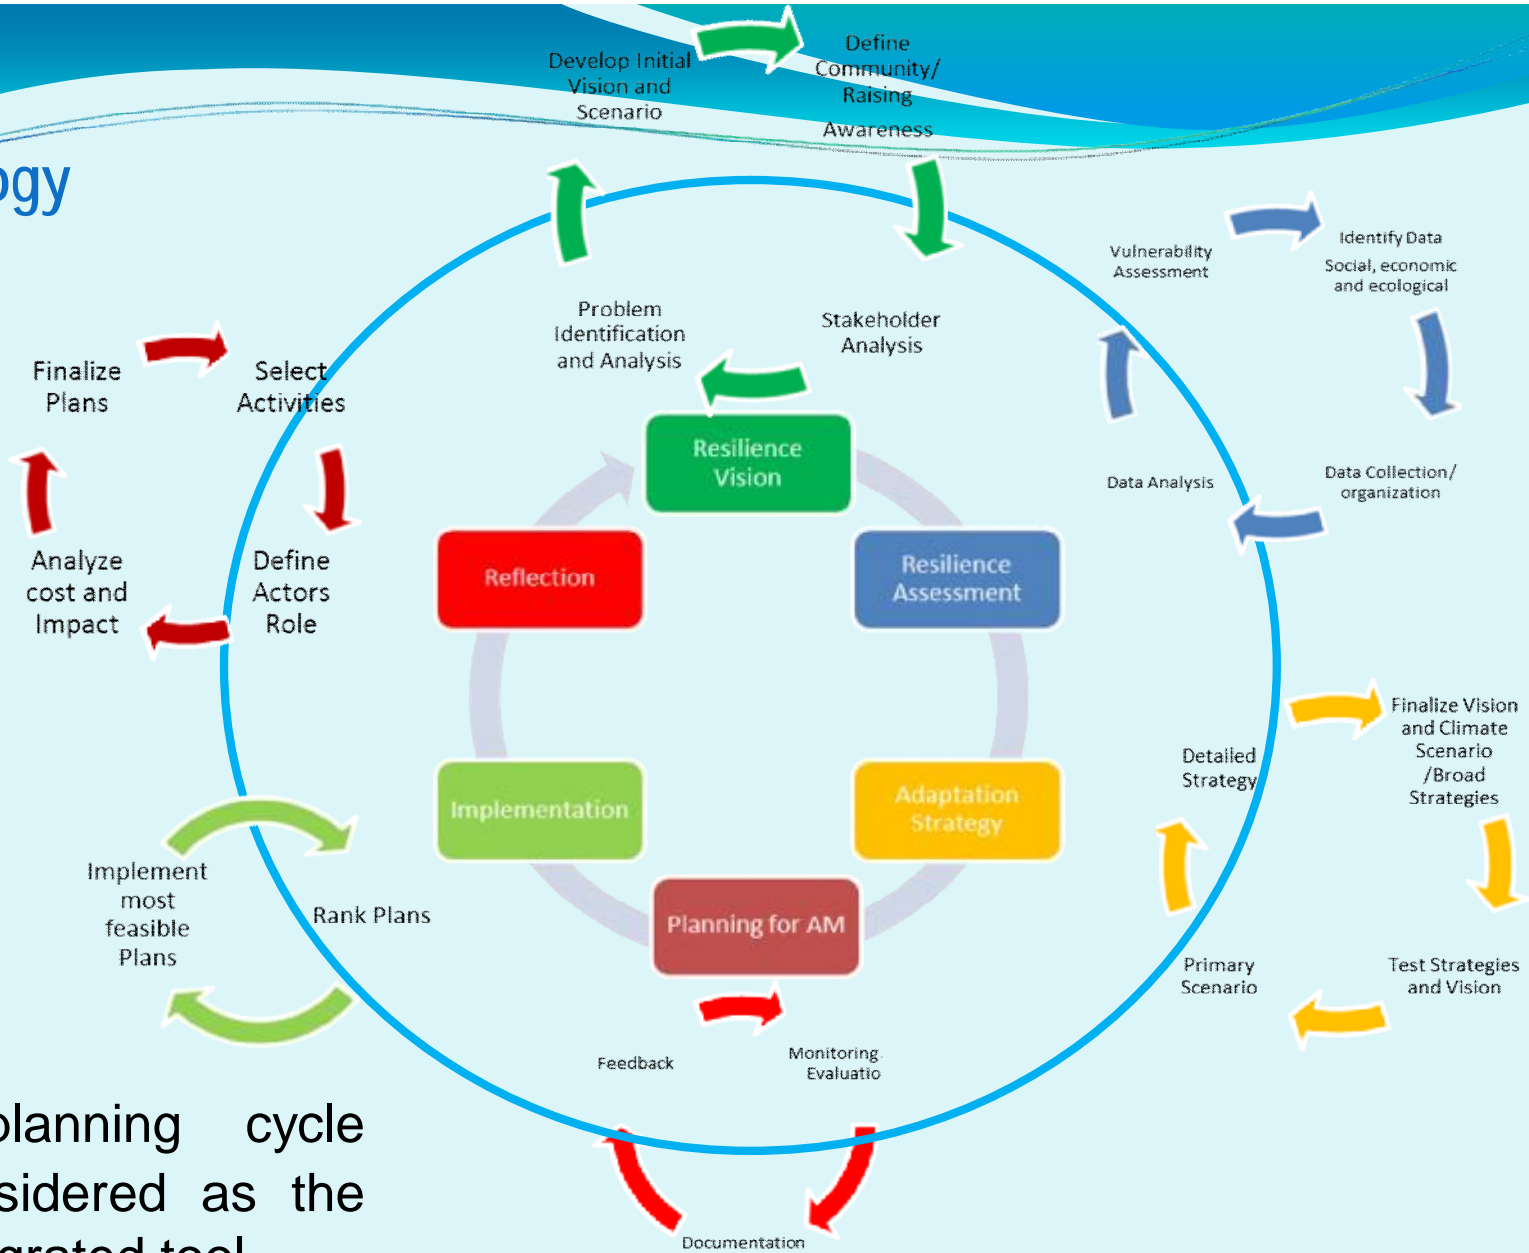 Develop Initial
Vision and
Scenario
Define
Community/
Raising
Awareness
ogy
Vulnerability
Assessment
Identify Data
Social, economic
and ecological
Problem
Identification
and Analysis
Stakeholder
Analysis
Finalize
Plans
Select
Activities
Resilience
Vision
Data Analysis
Data Collection/
organization
Analyze
cost and
Impact
Define
Actors
Role
Reflection
Resilience
Assessment
Finalize Vision
and Climate
Scenario
/Broad
Strategies
Detailed
Strategy
Implementation
Adaptation
Strategy
Implement
most
feasible
Plans
Rank Plans
Planning for AM
Primary
Scenario
Test Strategies
and Vision
Feedback
Monitoring.
Evaluatio
planning cycle
sidered as the
grated tool
Documentation